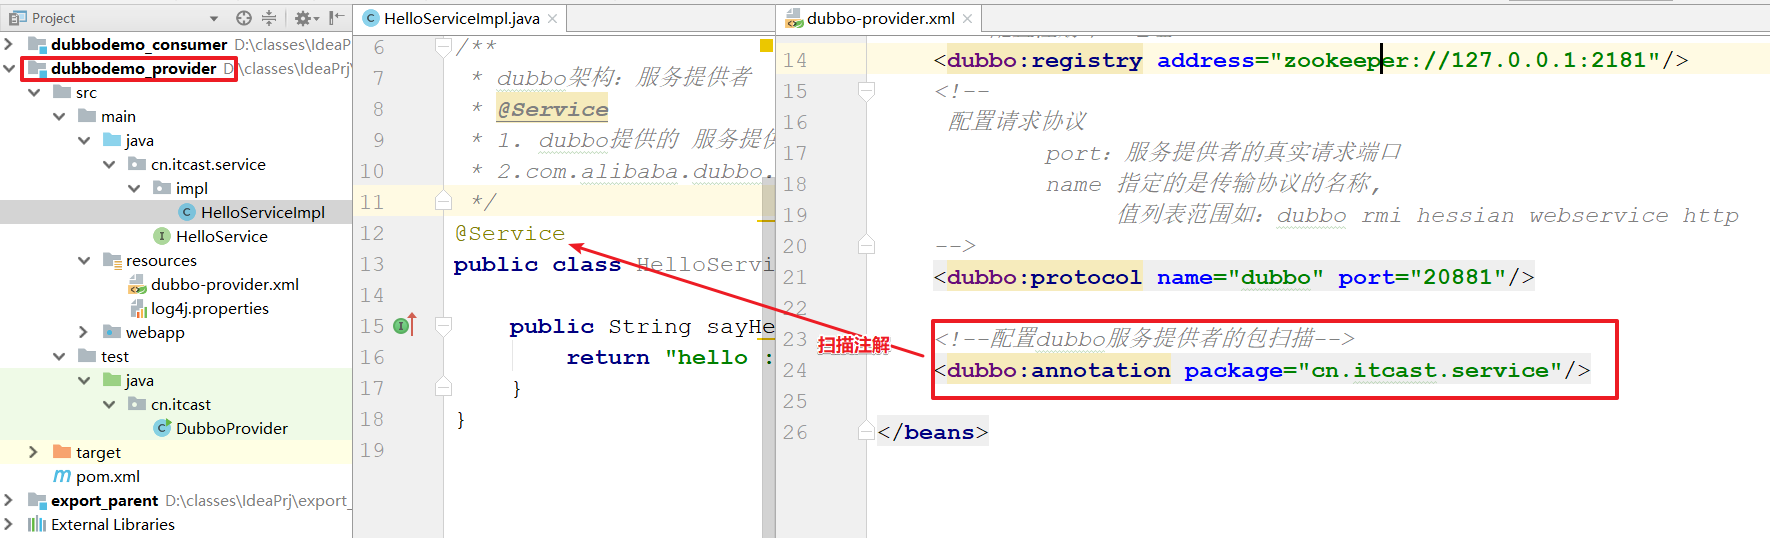 Project
dubbodemo_consumer D:\classes\IdeaPrj
dubbodemo_provider D:\classes\IdeaPrj\
src
main
java
cn.itcast.service
impl
HelloServiceImpl
HelloService
resources
dubbo-provider.xml
log4j.properties
webapp
test
java
cn.itcast
DubboProvider
target
pom.xml
export_parent D:\classes\IdeaPrj\export_
External Libraries
HelloServiceImpl.java
6 /**
7 * dubbo架构：服务提供者
8 * @Service
9 * 1. dubbo提供的 服务提供
10 * 2.com.alibaba.dubbo.
11 */
12 @Service
13 public class HelloServi
14
15 public String sayHe
16 return "hello :
17 }
18 }
19
扫描注解
dubbo-provider.xml
14 <dubbo:registry address="zookeeper://127.0.0.1:2181"/>
15 <!--
16 配置请求协议
17 port：服务提供者的真实请求端口
18 name 指定的是传输协议的名称,
19 值列表范围如：dubbo rmi hessian webservice http
20 -->
21 <dubbo:protocol name="dubbo" port="20881"/>
22
23 <!--配置dubbo服务提供者的包扫描-->
24 <dubbo:annotation package="cn.itcast.service"/>
25
26 </beans>